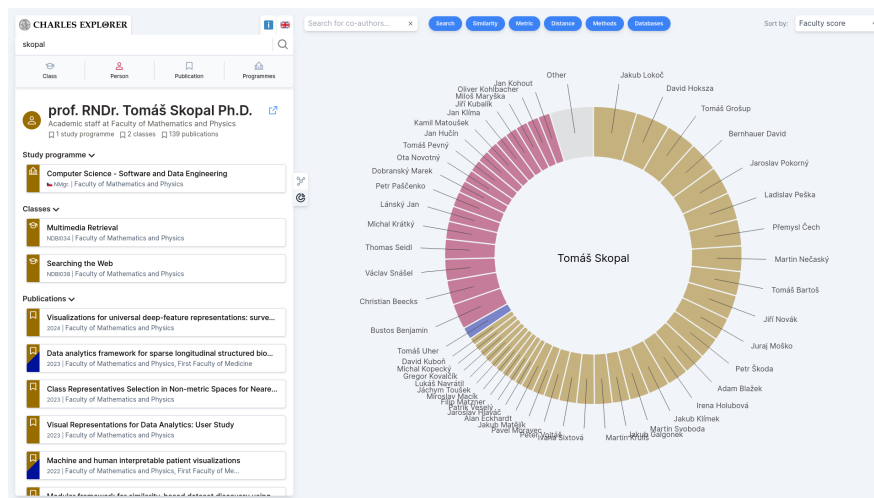 CHARLES EXPLORER
skopal
Class
Person
Publication
Programmes
prof. RNDr. Tomáš Skopal Ph.D.
Academic staff at Faculty of Mathematics and Physics
1 study programme 2 classes 139 publications
Study programme
Computer Science - Software and Data Engineering
NMgr. | Faculty of Mathematics and Physics
Classes
Multimedia Retrieval
NDBI034 | Faculty of Mathematics and Physics
Searching the Web
NDBI038 | Faculty of Mathematics and Physics
Publications
Visualizations for universal deep-feature representations: surve...
2024 | Faculty of Mathematics and Physics
Data analytics framework for sparse longitudinal structured bio...
2023 | Faculty of Mathematics and Physics, First Faculty of Medicine
Class Representatives Selection in Non-metric Spaces for Neare...
2023 | Faculty of Mathematics and Physics
Visual Representations for Data Analytics: User Study
2023 | Faculty of Mathematics and Physics
Machine and human interpretable patient visualizations
2022 | Faculty of Mathematics and Physics, First Faculty of Me...
Modular framework for similarity-based dataset discovery using
Search for co-authors... ×
Search
Similarity
Metric
Distance
Methods
Databases
Sort by:
Faculty score
Other
Jakub Lokoč
David Hoksza
Tomáš Grošup
Bernhauer David
Jaroslav Pokorný
Ladislav Peška
Přemysl Čech
Martin Nečaský
Tomáš Bartoš
Jiří Novák
Juraj Moško
Petr Škoda
Adam Blažek
Irena Holubová
Jakub Klímek
Martin Svoboda
Jakub Galgonek
Martin Kruliš
Ivana Sixtová
Peter Vojtáš
Pavel Moravec
Jakub Matějík
Alan Eckhardt
Jaroslav Hlaváč
Patrik Veselý
Filip Matzner
Miroslav Macík
Jáchym Toušek
Lukáš Navrátil
Gregor Kovalčík
Michal Kopecký
David Kuboň
Tomáš Uher
Bustos Benjamin
Christian Beecks
Václav Snášel
Thomas Seidl
Michal Krátký
Lánský Jan
Petr Paščenko
Dobranský Marek
Ota Novotný
Tomáš Pevný
Jan Hučín
Kamil Matoušek
Jan Klíma
Jiří Kubalík
Miloš Maryška
Oliver Kohlbacher
Jan Kohout
Tomáš Skopal